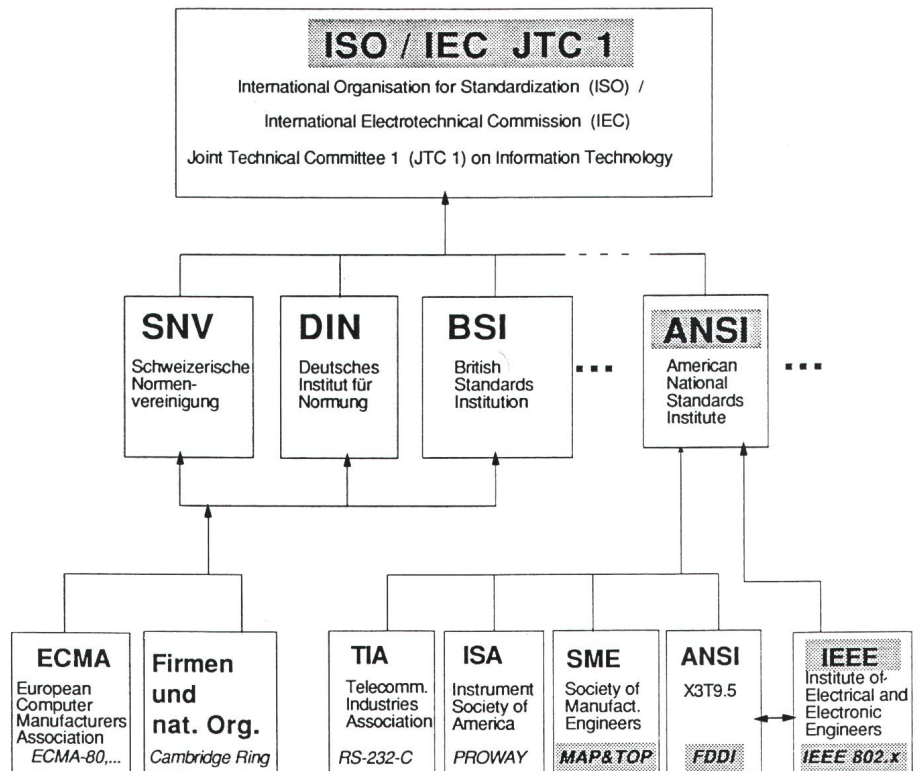 ISO / IEC JTC 1
International Organisation for Standardization (ISO) /
International Electrotechnical Commission (IEC)
Joint Technical Committee 1 (JTC 1) on Information Technology
SNV
Schweizerische
Normen-
vereinigung
DIN
Deutsches
Institut für
Normung
BSI
British
Standards
Institution
...
ANSI
American
National
Standards
Institute
...
ECMA
European
Computer
Manufacturers
Association
ECMA-80,...
Firmen
und
nat. Org.
Cambridge Ring
TIA
Telecomm.
Industries
Association
RS-232-C
ISA
Instrument
Society of
America
PROWAY
SME
Society of
Manufact.
Engineers
MAP&TOP
ANSI
X3T9.5
FDDI
IEEE
Institute of
Electrical and
Electronic
Engineers
IEEE 802.x